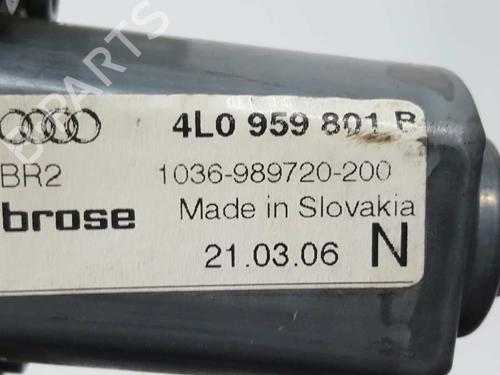 4L0 959 801 B
BR2 1036-989720-200
brose Made in Slovakia
21.03.06 N